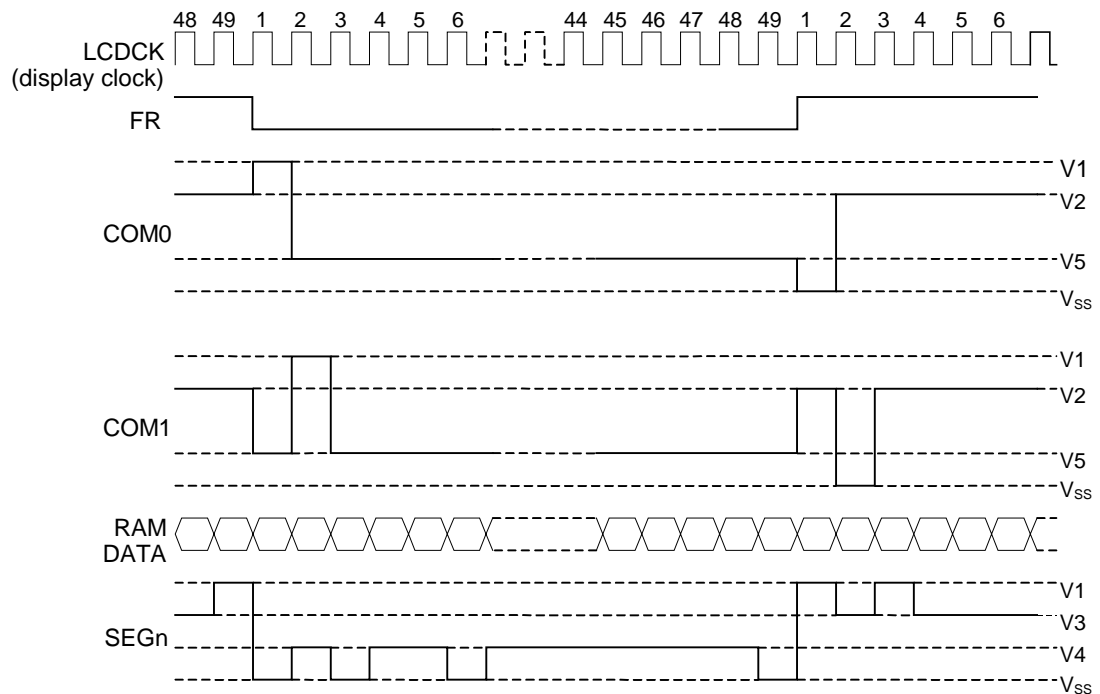 48 49 1 2 3 4 5 6 44 45 46 47 48 49 1 2 3 4 5 6
LCDCK
(display clock)
FR
V1
V2
COM0
V5
VSS
V1
V2
COM1
V5
VSS
RAM
DATA
V1
V3
SEGn
V4
VSS